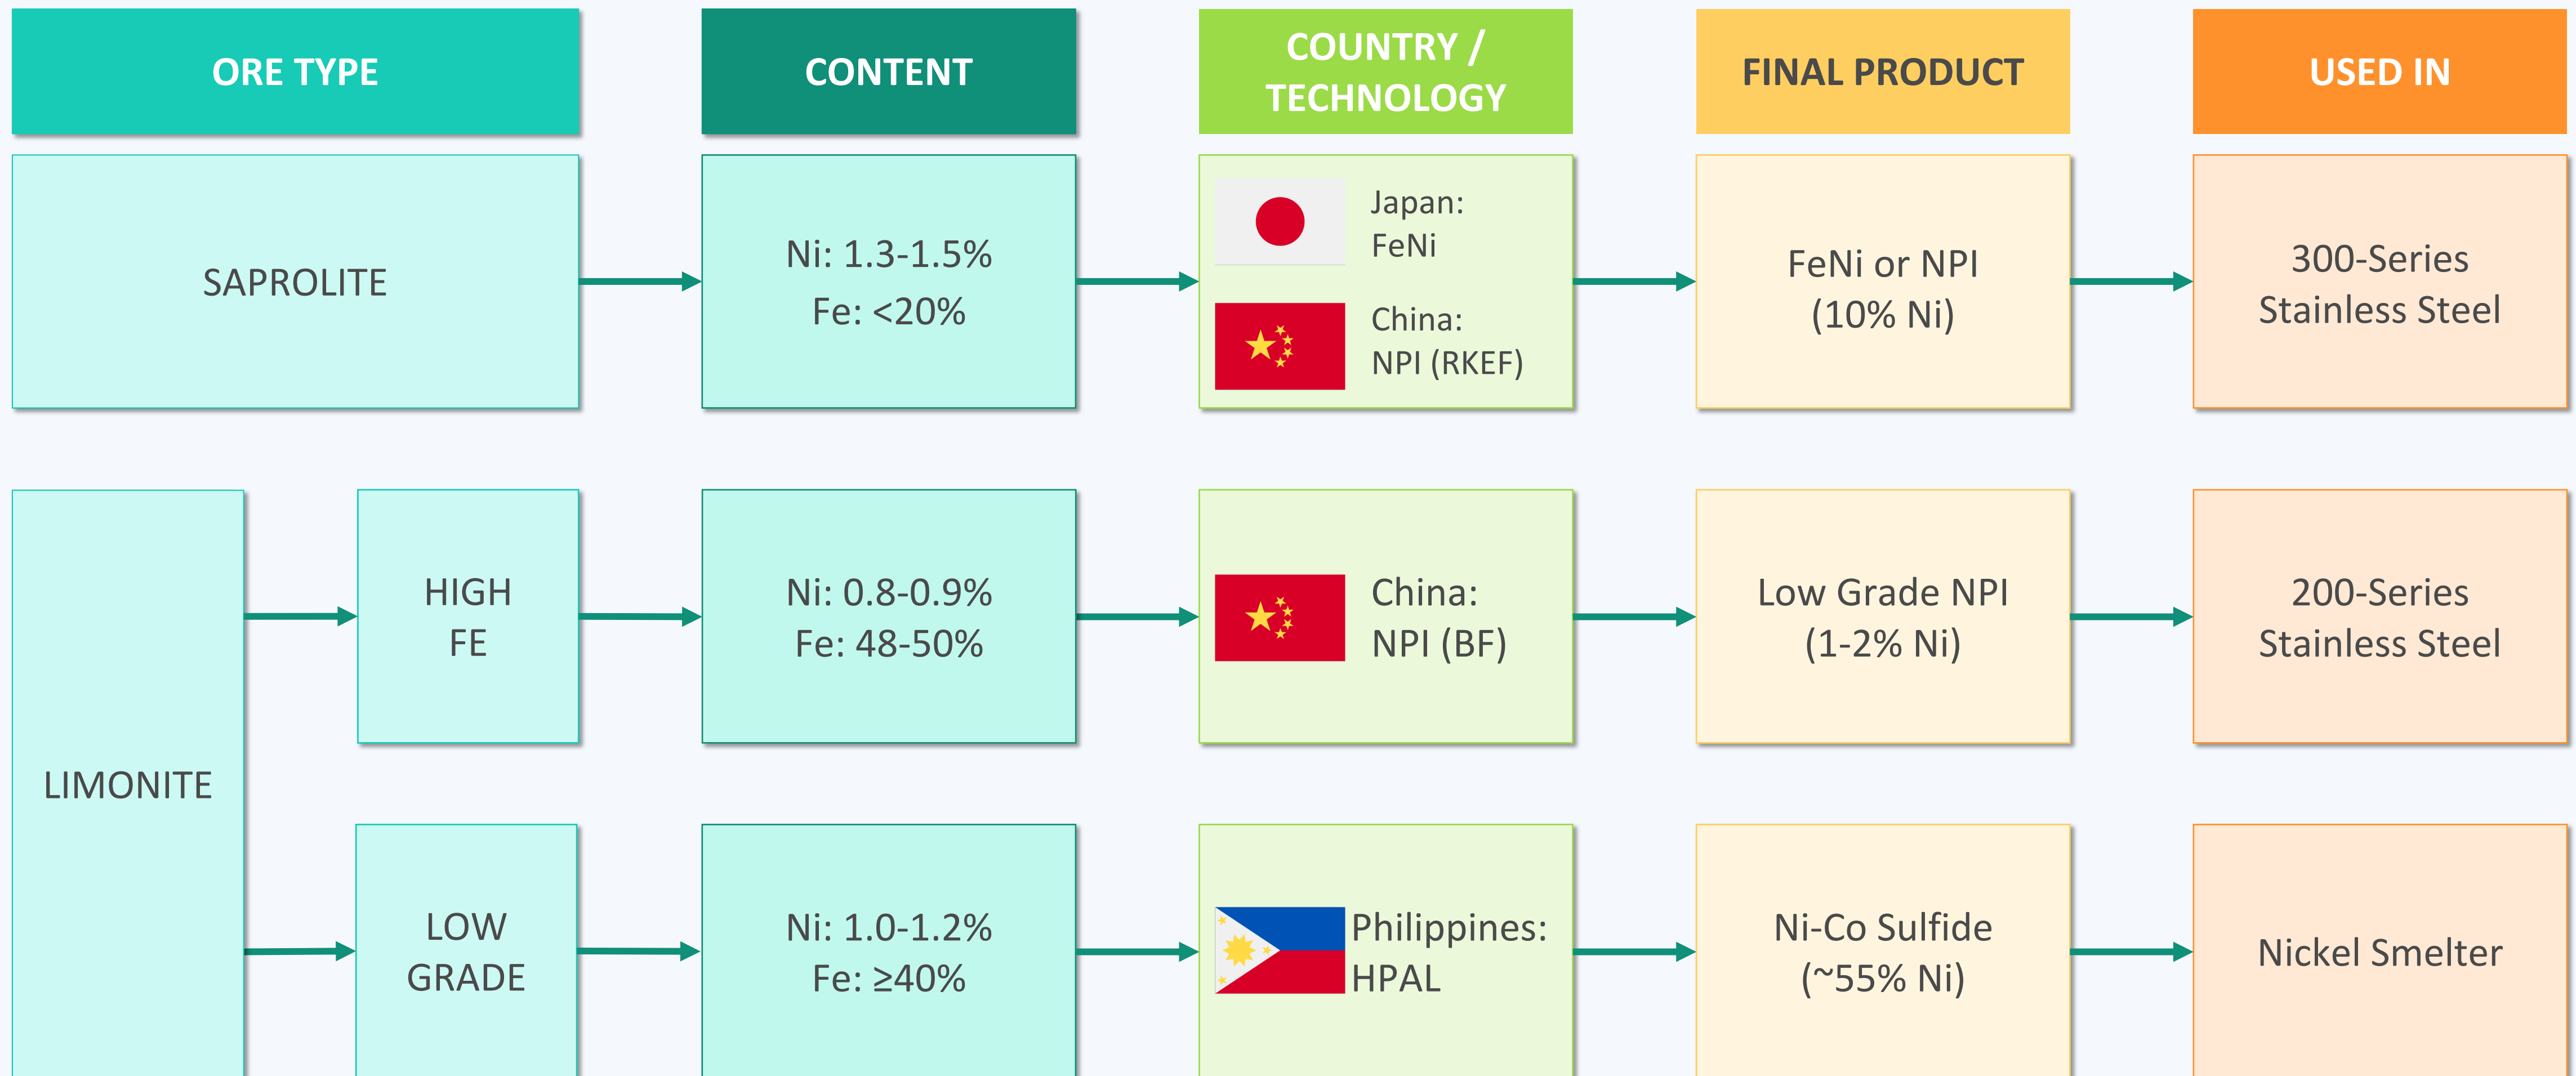 ORE TYPE
CONTENT
COUNTRY /
TECHNOLOGY
FINAL PRODUCT
USED IN
SAPROLITE
Ni: 1.3-1.5%
Fe: <20%
Japan:
FeNi
China:
NPI (RKEF)
FeNi or NPI
(10% Ni)
300-Series
Stainless Steel
LIMONITE
HIGH
FE
Ni: 0.8-0.9%
Fe: 48-50%
China:
NPI (BF)
Low Grade NPI
(1-2% Ni)
200-Series
Stainless Steel
LOW
GRADE
Ni: 1.0-1.2%
Fe: ≥40%
Philippines:
HPAL
Ni-Co Sulfide
(~55% Ni)
Nickel Smelter